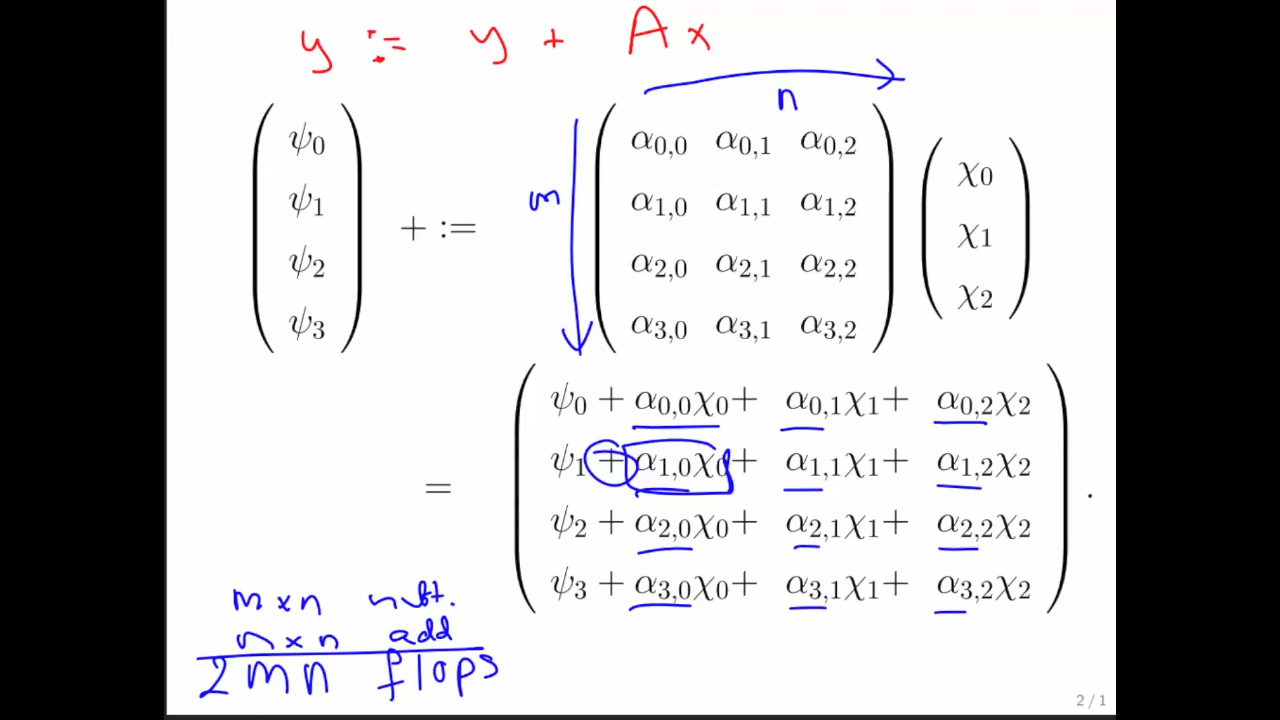 y := y + A x
n
m
( ψ0 ) ( α0,0 α0,1 α0,2 ) ( χ0 )
( ψ1 ) + := ( α1,0 α1,1 α1,2 ) ( χ1 )
( ψ2 ) ( α2,0 α2,1 α2,2 ) ( χ2 )
( ψ3 ) ( α3,0 α3,1 α3,2 )
( ψ0 + α0,0χ0+ α0,1χ1+ α0,2χ2 )
= ( ψ1 + α1,0χ0+ α1,1χ1+ α1,2χ2 ) .
( ψ2 + α2,0χ0+ α2,1χ1+ α2,2χ2 )
( ψ3 + α3,0χ0+ α3,1χ1+ α3,2χ2 )
m x n mult.
m x n add
2 m n flops
2 / 1